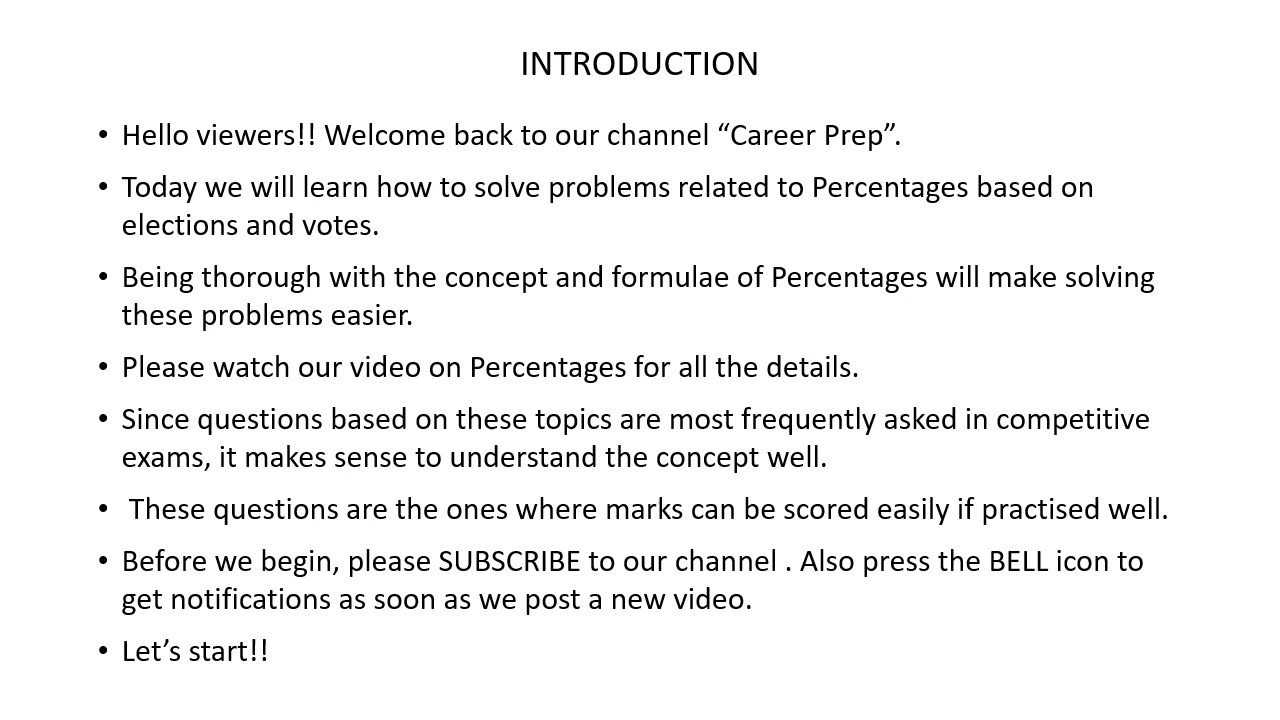 INTRODUCTION
• Hello viewers!! Welcome back to our channel “Career Prep”.
• Today we will learn how to solve problems related to Percentages based on
elections and votes.
• Being thorough with the concept and formulae of Percentages will make solving
these problems easier.
• Please watch our video on Percentages for all the details.
• Since questions based on these topics are most frequently asked in competitive
exams, it makes sense to understand the concept well.
• These questions are the ones where marks can be scored easily if practised well.
• Before we begin, please SUBSCRIBE to our channel . Also press the BELL icon to
get notifications as soon as we post a new video.
• Let’s start!!